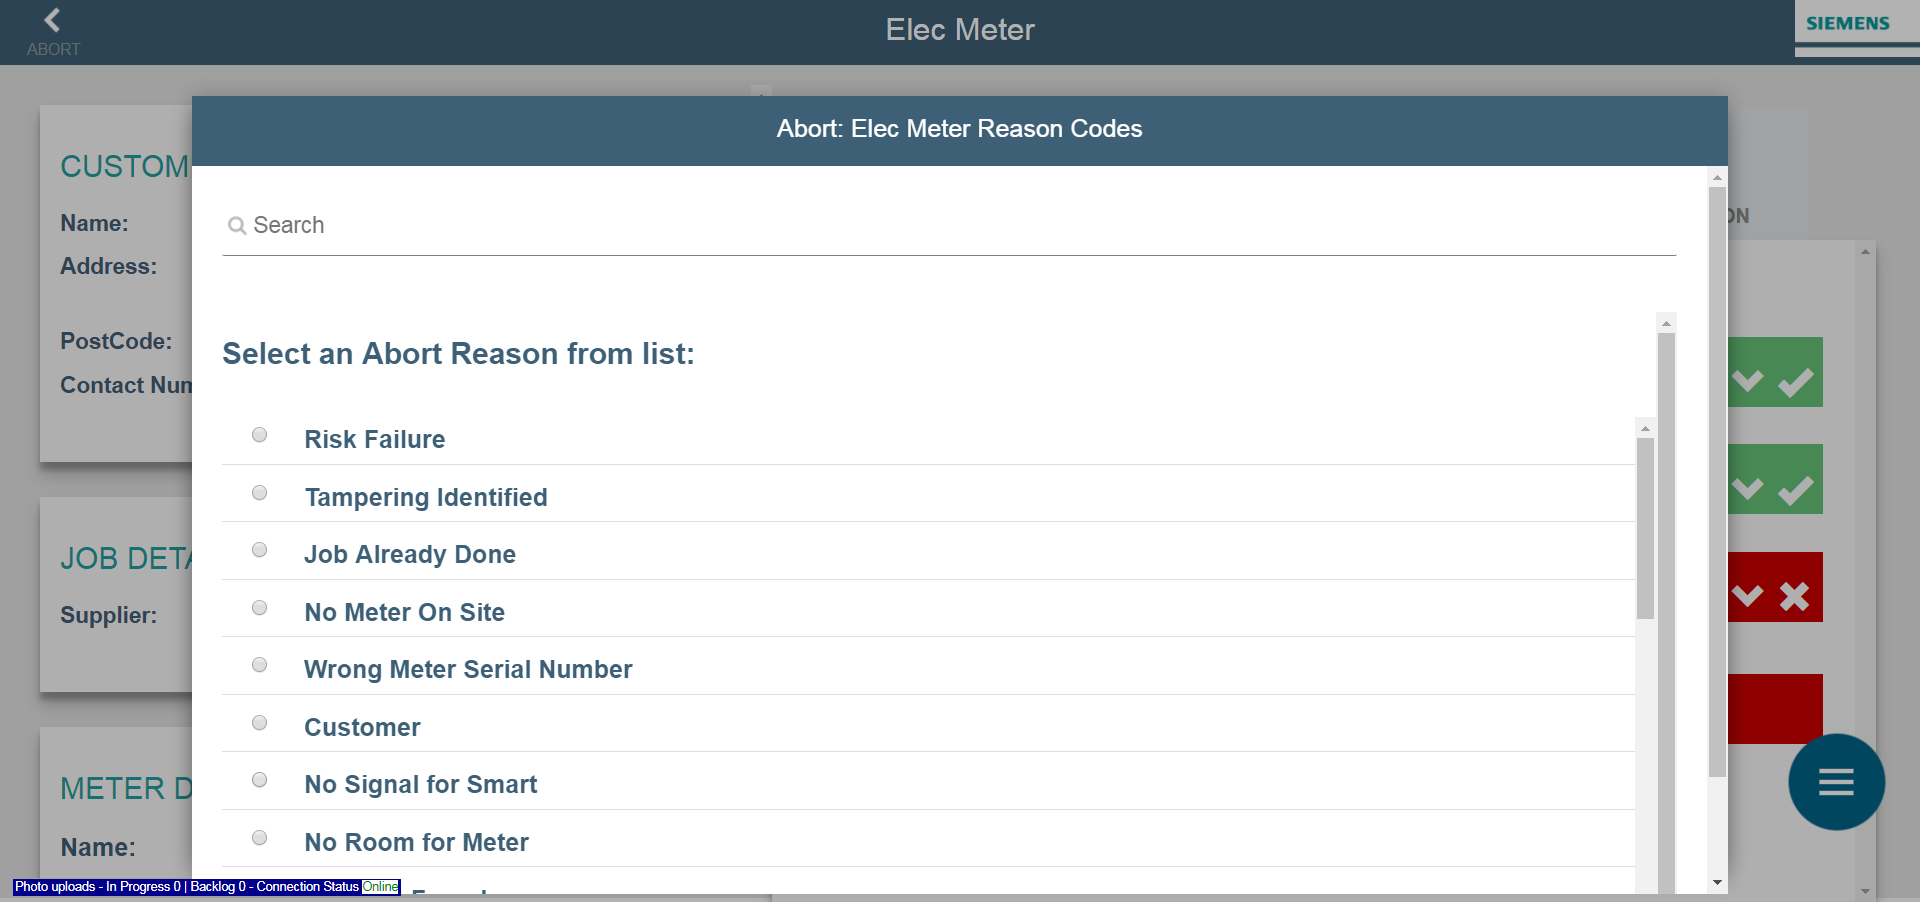 ABORT
Elec Meter
SIEMENS
Abort: Elec Meter Reason Codes
Search
Select an Abort Reason from list:
Risk Failure
Tampering Identified
Job Already Done
No Meter On Site
Wrong Meter Serial Number
Customer
No Signal for Smart
No Room for Meter
CUSTOM
Name:
Address:
PostCode:
Contact Num
JOB DETA
Supplier:
METER D
Name:
ON
Photo uploads - In Progress 0 | Backlog 0 - Connection Status Online